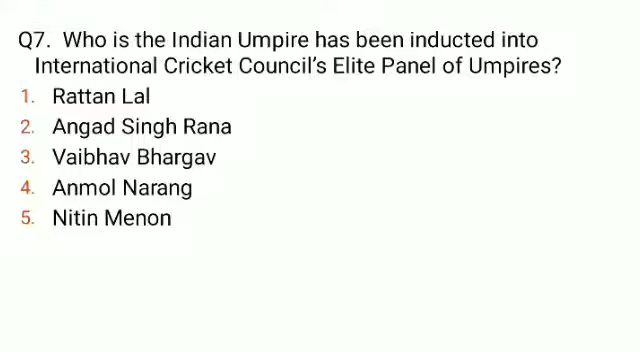 Q7. Who is the Indian Umpire has been inducted into
International Cricket Council's Elite Panel of Umpires?
1. Rattan Lal
2. Angad Singh Rana
3. Vaibhav Bhargav
4. Anmol Narang
5. Nitin Menon